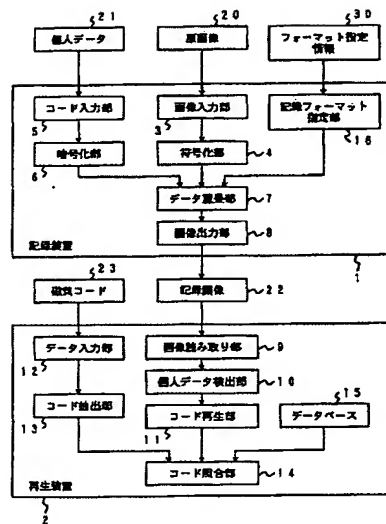 21
20
30
個人データ
原画像
フォーマット指定
情報
コード入力部
画像入力部
記録フォーマット
指定部
5
3
16
暗号化部
符号化部
4
6
データ重畳部
7
画像出力部
8
記録装置
1
23
磁気コード
記録画像
22
データ入力部
画像読み取り部
9
12
個人データ検出部
10
15
コード抽出部
コード再生部
データベース
13
11
コード照合部
14
再生装置
2